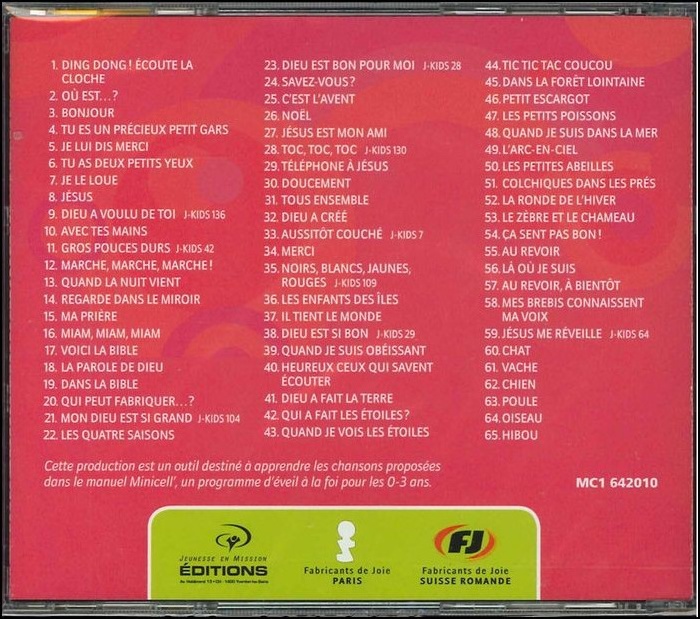 1. DING DONG! ÉCOUTE LA
CLOCHE
2. OÙ EST...?
3. BONJOUR
4. TU ES UN PRÉCIEUX PETIT GARS
5. JE LUI DIS MERCI
6. TU AS DEUX PETITS YEUX
7. JE LE LOUE
8. JÉSUS
9. DIEU A VOULU DE TOI J-KIDS 136
10. AVEC TES MAINS
11. GROS POUCES DURS J-KIDS 42
12. MARCHE, MARCHE, MARCHE!
13. QUAND LA NUIT VIENT
14. REGARDE DANS LE MIROIR
15. MA PRIÈRE
16. MIAM, MIAM, MIAM
17. VOICI LA BIBLE
18. LA PAROLE DE DIEU
19. DANS LA BIBLE
20. QUI PEUT FABRIQUER...?
21. MON DIEU EST SI GRAND J-KIDS 104
22. LES QUATRE SAISONS
23. DIEU EST BON POUR MOI J-KIDS 28
24. SAVEZ-VOUS?
25. C'EST L'AVENT
26. NOËL
27. JÉSUS EST MON AMI
28. TOC, TOC, TOC J-KIDS 130
29. TÉLÉPHONE À JÉSUS
30. DOUCEMENT
31. TOUS ENSEMBLE
32. DIEU A CRÉÉ
33. AUSSITÔT COUCHÉ J-KIDS 7
34. MERCI
35. NOIRS, BLANCS, JAUNES,
ROUGES J-KIDS 109
36. LES ENFANTS DES ÎLES
37. IL TIENT LE MONDE
38. DIEU EST SI BON J-KIDS 29
39. QUAND JE SUIS OBÉISSANT
40. HEUREUX CEUX QUI SAVENT
ÉCOUTER
41. DIEU A FAIT LA TERRE
42. QUI A FAIT LES ÉTOILES?
43. QUAND JE VOIS LES ÉTOILES
44. TIC TIC TAC COUCOU
45. DANS LA FORÊT LOINTAINE
46. PETIT ESCARGOT
47. LES PETITS POISSONS
48. QUAND JE SUIS DANS LA MER
49. L'ARC-EN-CIEL
50. LES PETITES ABEILLES
51. COLCHIQUES DANS LES PRÉS
52. LA RONDE DE L'HIVER
53. LE ZÈBRE ET LE CHAMEAU
54. ÇA SENT PAS BON!
55. AU REVOIR
56. LÀ OÙ JE SUIS
57. AU REVOIR, À BIENTÔT
58. MES BREBIS CONNAISSENT
MA VOIX
59. JÉSUS ME RÉVEILLE J-KIDS 64
60. CHAT
61. VACHE
62. CHIEN
63. POULE
64. OISEAU
65. HIBOU
Cette production est un outil destiné à apprendre les chansons proposées
dans le manuel Minicell', un programme d'éveil à la foi pour les 0-3 ans.
MC1 642010
JEUNESSE EN MISSION
ÉDITIONS
Fabricants de Joie
PARIS
FJ
Fabricants de Joie
SUISSE ROMANDE